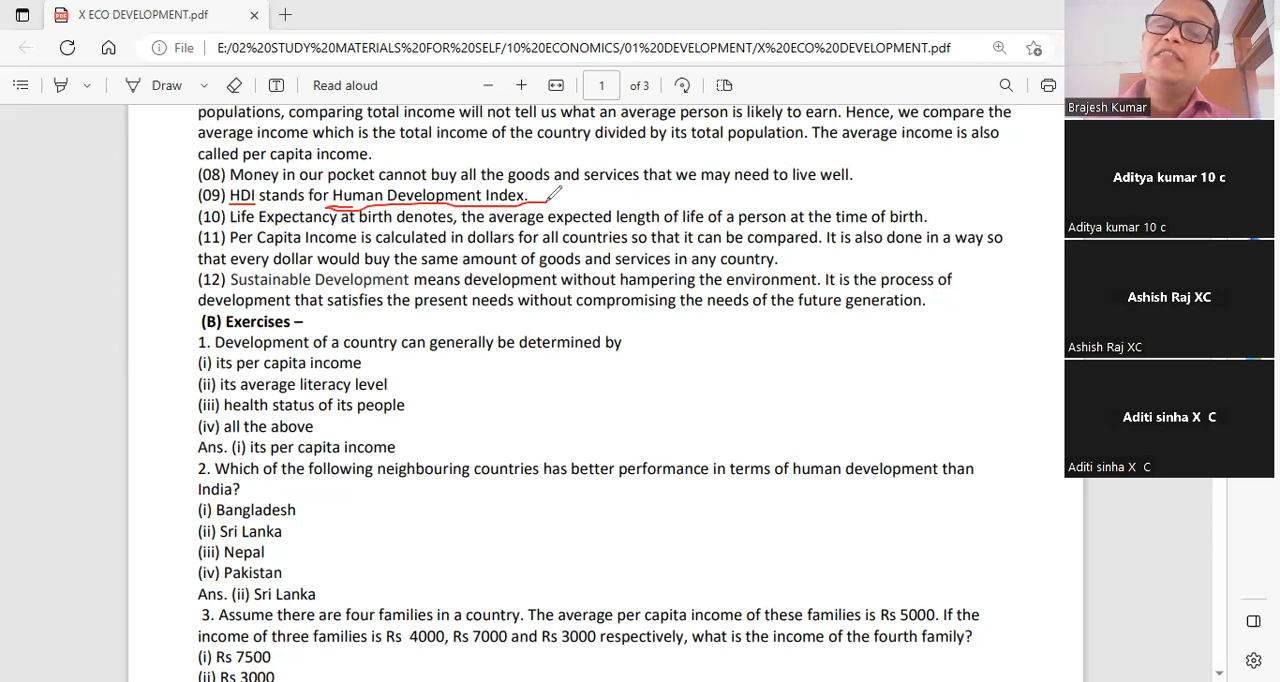 X ECO DEVELOPMENT.pdf
File
E:/02%20STUDY%20MATERIALS%20FOR%20SELF/10%20ECONOMICS/01%20DEVELOPMENT/X%20ECO%20DEVELOPMENT.pdf
Draw
Read aloud
1 of 3
populations, comparing total income will not tell us what an average person is likely to earn. Hence, we compare the
average income which is the total income of the country divided by its total population. The average income is also
called per capita income.
(08) Money in our pocket cannot buy all the goods and services that we may need to live well.
(09) HDI stands for Human Development Index.
(10) Life Expectancy at birth denotes, the average expected length of life of a person at the time of birth.
(11) Per Capita Income is calculated in dollars for all countries so that it can be compared. It is also done in a way so
that every dollar would buy the same amount of goods and services in any country.
(12) Sustainable Development means development without hampering the environment. It is the process of
development that satisfies the present needs without compromising the needs of the future generation.
(B) Exercises –
1. Development of a country can generally be determined by
(i) its per capita income
(ii) its average literacy level
(iii) health status of its people
(iv) all the above
Ans. (i) its per capita income
2. Which of the following neighbouring countries has better performance in terms of human development than
India?
(i) Bangladesh
(ii) Sri Lanka
(iii) Nepal
(iv) Pakistan
Ans. (ii) Sri Lanka
3. Assume there are four families in a country. The average per capita income of these families is Rs 5000. If the
income of three families is Rs 4000, Rs 7000 and Rs 3000 respectively, what is the income of the fourth family?
(i) Rs 7500
(ii) Rs 3000
Brajesh Kumar
Aditya kumar 10 c
Aditya kumar 10 c
Ashish Raj XC
Ashish Raj XC
Aditi sinha X C
Aditi sinha X C